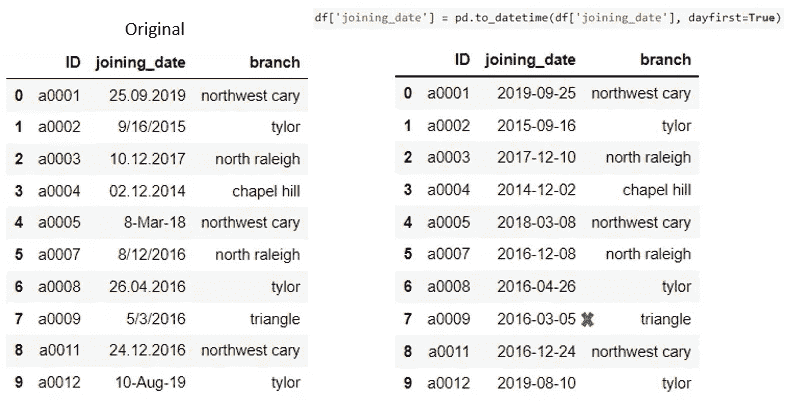 Original
df['joining_date'] = pd.to_datetime(df['joining_date'], dayfirst=True)
ID joining_date branch
0 a0001 25.09.2019 northwest cary
1 a0002 9/16/2015 tylor
2 a0003 10.12.2017 north raleigh
3 a0004 02.12.2014 chapel hill
4 a0005 8-Mar-18 northwest cary
5 a0007 8/12/2016 north raleigh
6 a0008 26.04.2016 tylor
7 a0009 5/3/2016 triangle
8 a0011 24.12.2016 northwest cary
9 a0012 10-Aug-19 tylor
ID joining_date branch
0 a0001 2019-09-25 northwest cary
1 a0002 2015-09-16 tylor
2 a0003 2017-12-10 north raleigh
3 a0004 2014-12-02 chapel hill
4 a0005 2018-03-08 northwest cary
5 a0007 2016-12-08 north raleigh
6 a0008 2016-04-26 tylor
7 a0009 2016-03-05 triangle
8 a0011 2016-12-24 northwest cary
9 a0012 2019-08-10 tylor